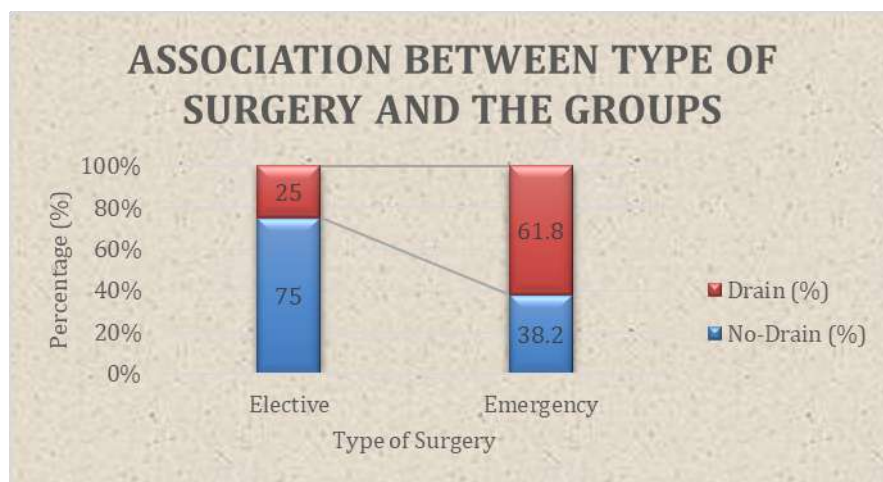 ASSOCIATION BETWEEN TYPE OF
SURGERY AND THE GROUPS
100%
80%
60%
40%
20%
0%
Percentage (%)
25
75
61.8
38.2
Elective
Emergency
Type of Surgery
Drain (%)
No-Drain (%)